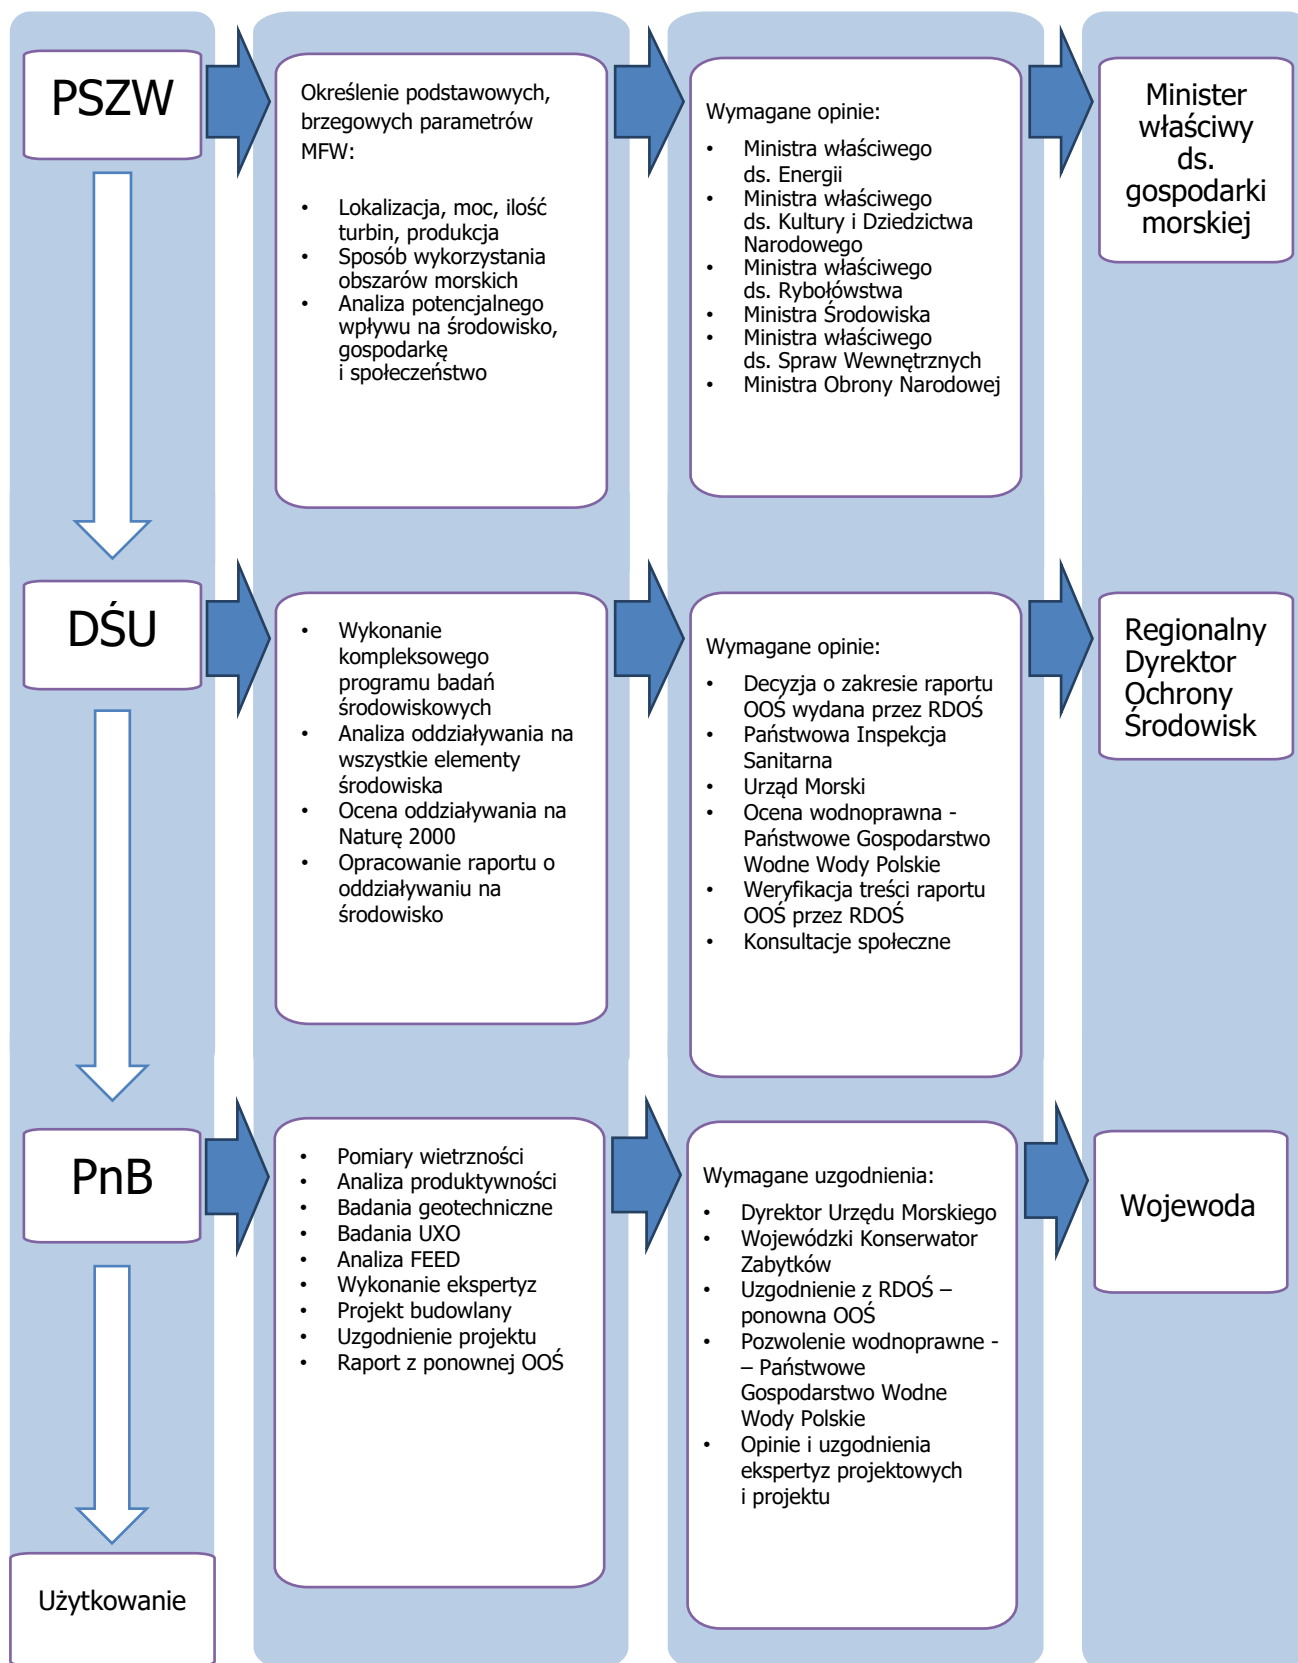 PSZW
Określenie podstawowych,
brzegowych parametrów
MFW:
• Lokalizacja, moc, ilość
turbin, produkcja
• Sposób wykorzystania
obszarów morskich
• Analiza potencjalnego
wpływu na środowisko,
gospodarkę
i społeczeństwo
Wymagane opinie:
• Ministra właściwego
ds. Energii
• Ministra właściwego
ds. Kultury i Dziedzictwa
Narodowego
• Ministra właściwego
ds. Rybołówstwa
• Ministra Środowiska
• Ministra właściwego
ds. Spraw Wewnętrznych
• Ministra Obrony Narodowej
Minister
właściwy
ds.
gospodarki
morskiej
DŚU
• Wykonanie
kompleksowego
programu badań
środowiskowych
• Analiza oddziaływania na
wszystkie elementy
środowiska
• Ocena oddziaływania na
Naturę 2000
• Opracowanie raportu o
oddziaływaniu na
środowisko
Wymagane opinie:
• Decyzja o zakresie raportu
OOŚ wydana przez RDOŚ
• Państwowa Inspekcja
Sanitarna
• Urząd Morski
• Ocena wodnoprawna -
Państwowe Gospodarstwo
Wodne Wody Polskie
• Weryfikacja treści raportu
OOŚ przez RDOŚ
• Konsultacje społeczne
Regionalny
Dyrektor
Ochrony
Środowisk
PnB
• Pomiary wietrzności
• Analiza produktywności
• Badania geotechniczne
• Badania UXO
• Analiza FEED
• Wykonanie ekspertyz
• Projekt budowlany
• Uzgodnienie projektu
• Raport z ponownej OOŚ
Wymagane uzgodnienia:
• Dyrektor Urzędu Morskiego
• Wojewódzki Konserwator
Zabytków
• Uzgodnienie z RDOŚ –
ponowna OOŚ
• Pozwolenie wodnoprawne -
– Państwowe
Gospodarstwo Wodne
Wody Polskie
• Opinie i uzgodnienia
ekspertyz projektowych
i projektu
Wojewoda
Użytkowanie